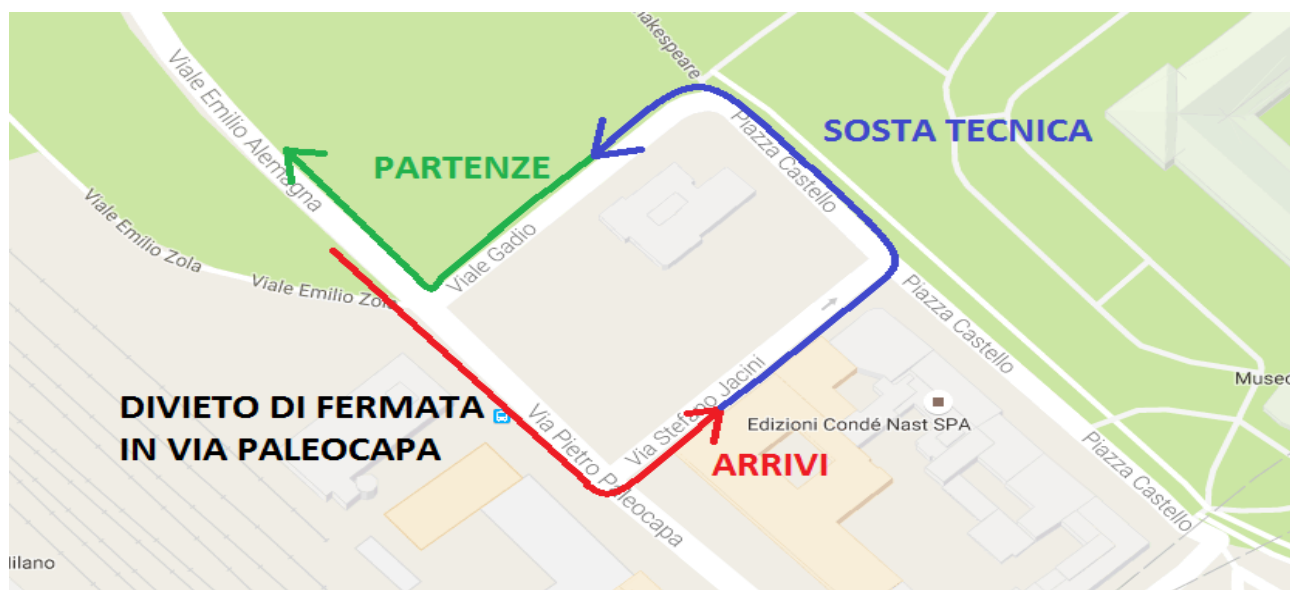 akespeare
Viale Emilio Alemagna
PARTENZE
SOSTA TECNICA
Piazza Castello
Viale Emilio Zola
Viale Gadio
Viale Emilio Zola
Piazza Castello
Museo
DIVIETO DI FERMATA
IN VIA PALEOCAPA
Via Stefano Jacini
Edizioni Condé Nast SPA
ARRIVI
Via Pietro Paleocapa
Piazza Castello
Milano